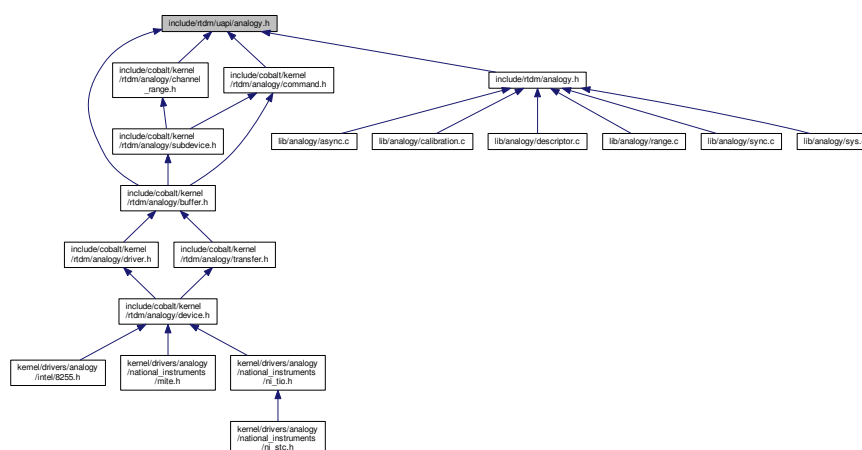 include/rtdm/uapi/analogy.h
include/cobalt/kernel
/rtdm/analogy/channel
_range.h
include/cobalt/kernel
/rtdm/analogy/command.h
include/rtdm/analogy.h
include/cobalt/kernel
/rtdm/analogy/subdevice.h
lib/analogy/async.c
lib/analogy/calibration.c
lib/analogy/descriptor.c
lib/analogy/range.c
lib/analogy/sync.c
lib/analogy/sys.
include/cobalt/kernel
/rtdm/analogy/buffer.h
include/cobalt/kernel
/rtdm/analogy/driver.h
include/cobalt/kernel
/rtdm/analogy/transfer.h
include/cobalt/kernel
/rtdm/analogy/device.h
kernel/drivers/analogy
/intel/8255.h
kernel/drivers/analogy
/national_instruments
/mite.h
kernel/drivers/analogy
/national_instruments
/ni_tio.h
kernel/drivers/analogy
/national_instruments
/ni_stc.h